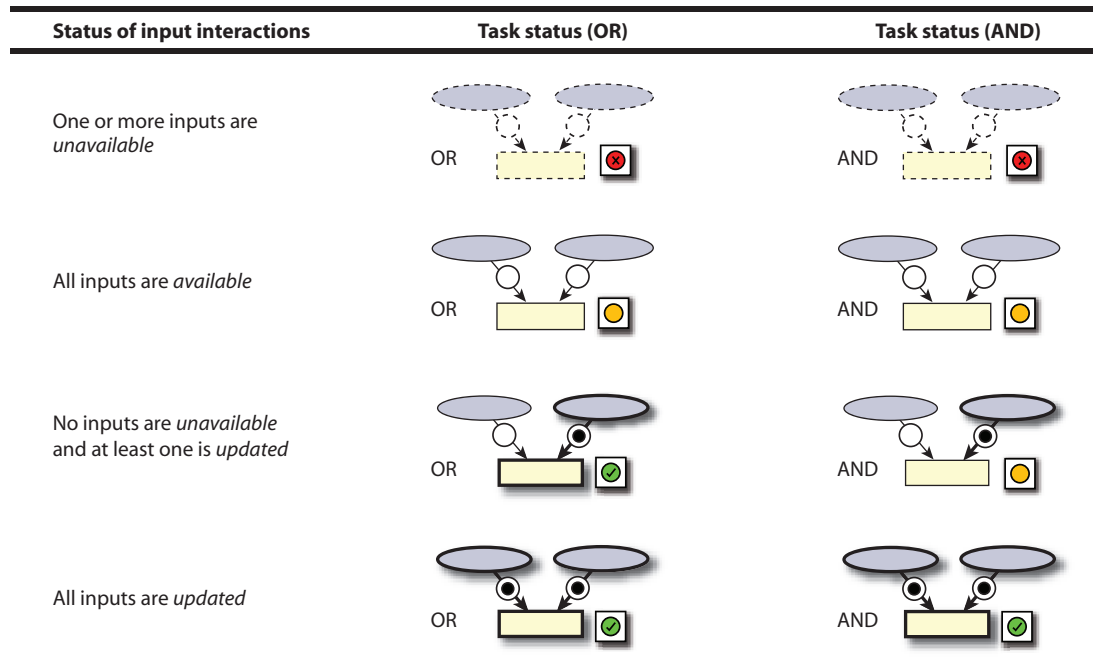 Status of input interactions Task status (OR) Task status (AND)
One or more inputs are
unavailable
OR x AND x
All inputs are available
OR AND
No inputs are unavailable
and at least one is updated
OR AND
All inputs are updated
OR AND